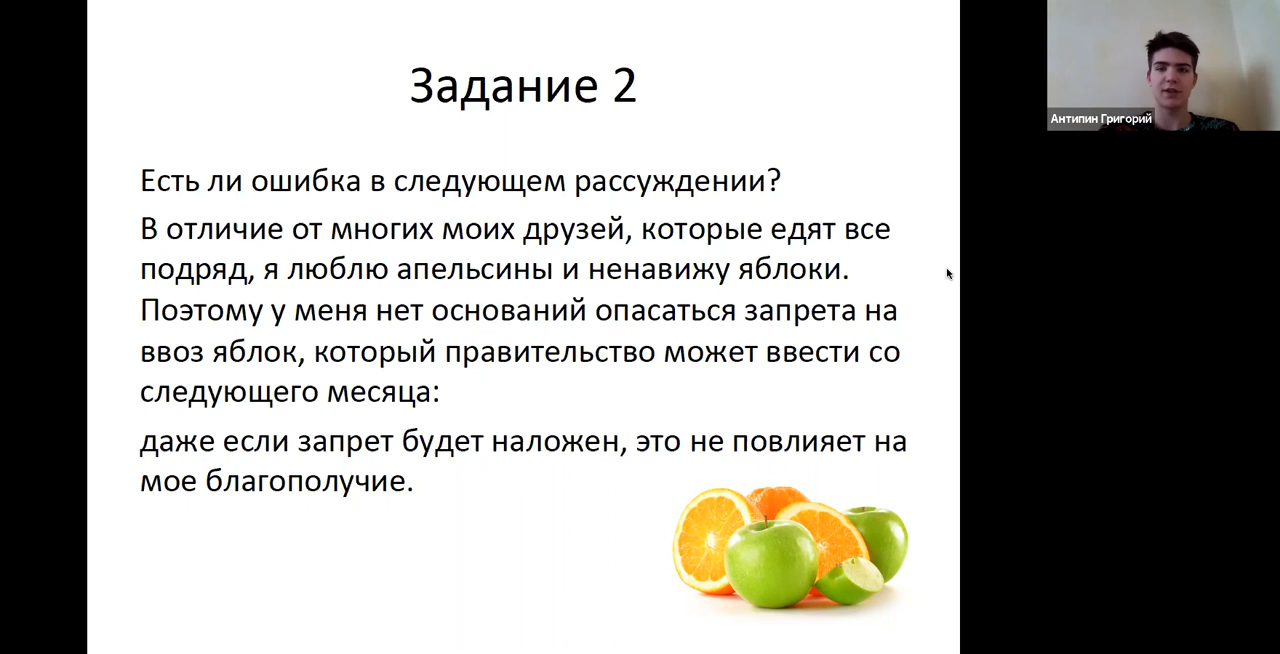 Задание 2
Есть ли ошибка в следующем рассуждении?
В отличие от многих моих друзей, которые едят все
подряд, я люблю апельсины и ненавижу яблоки.
Поэтому у меня нет оснований опасаться запрета на
ввоз яблок, который правительство может ввести со
следующего месяца:
даже если запрет будет наложен, это не повлияет на
мое благополучие.
Антипин Григорий